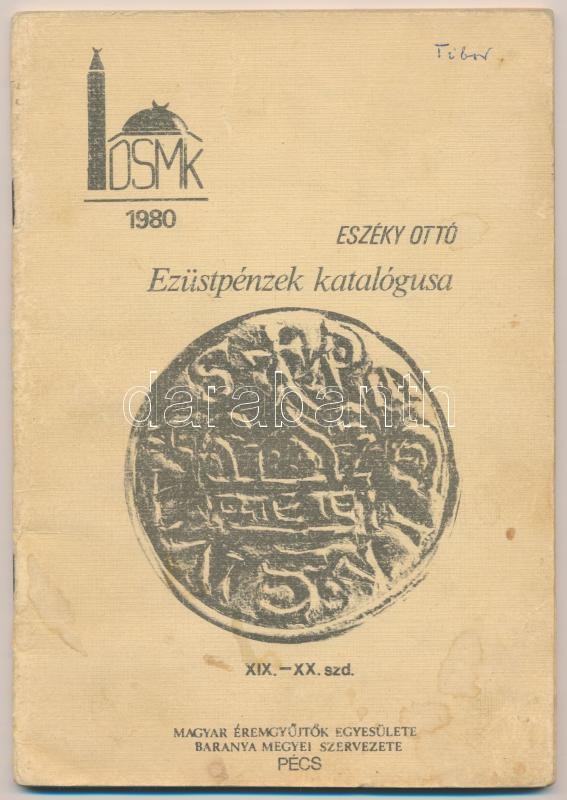 Tibor
DSMK
1980
ESZÉKY OTTÓ
Ezüstpénzek katalógusa
darabanth
XIX.—XX. szd.
MAGYAR ÉREMGYŰJTŐK EGYESÜLETE
BARANYA MEGYEI SZERVEZETE
PÉCS